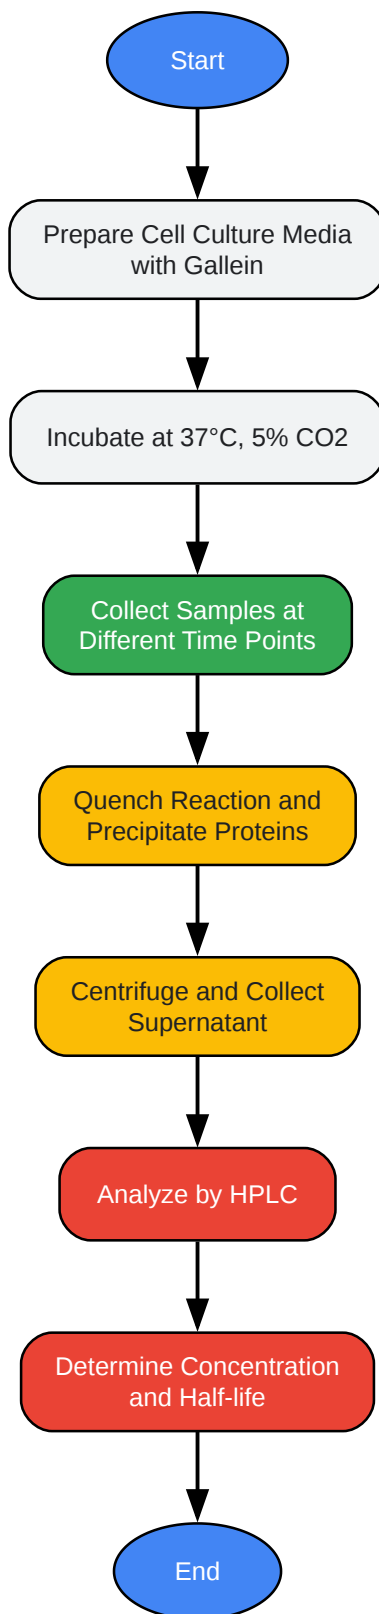 Start
Prepare Cell Culture Media
with Gallein
Incubate at 37°C, 5% CO2
Collect Samples at
Different Time Points
Quench Reaction and
Precipitate Proteins
Centrifuge and Collect
Supernatant
Analyze by HPLC
Determine Concentration
and Half-life
End